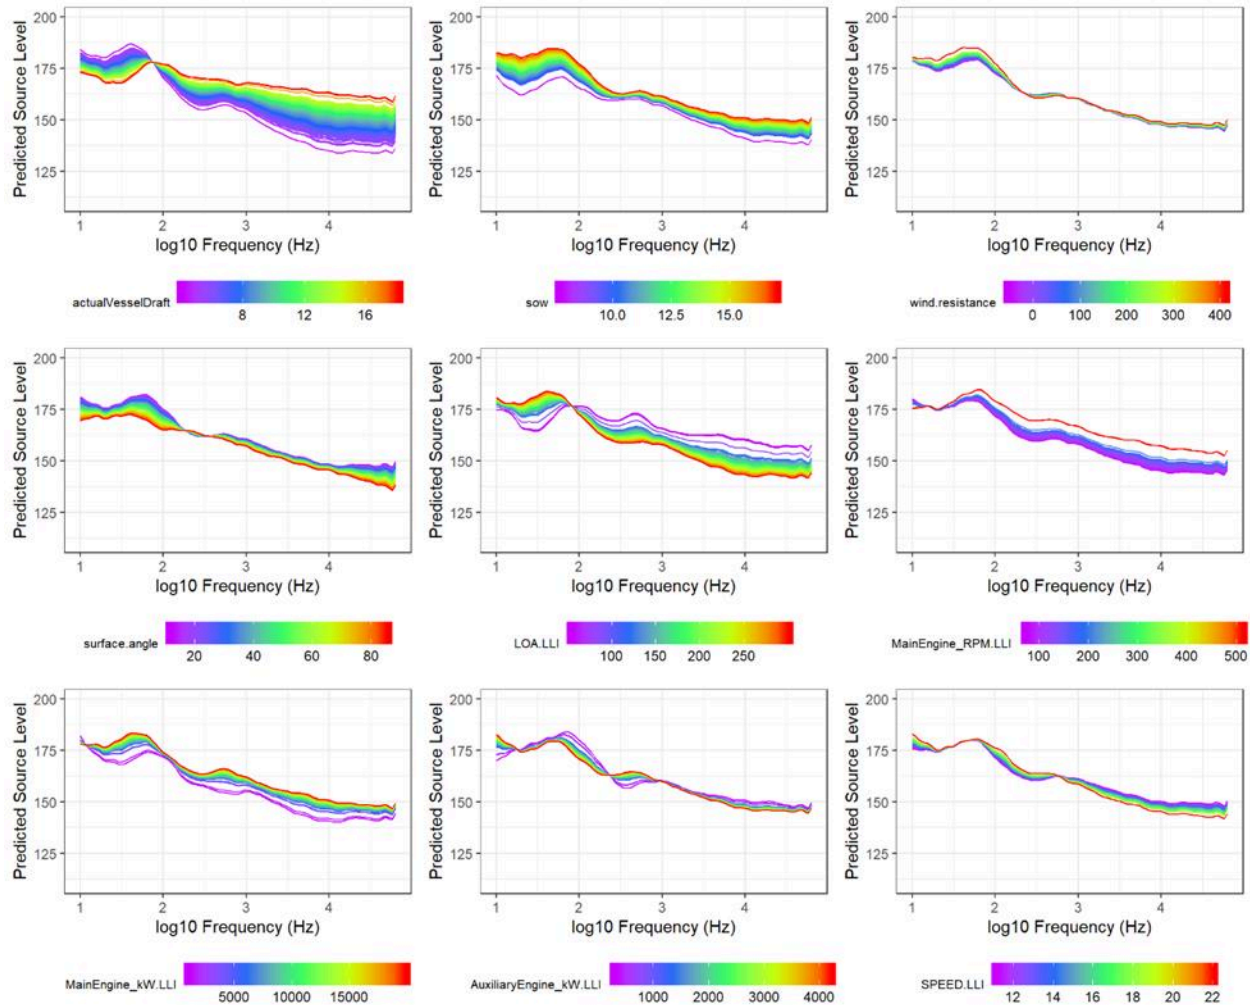 200
175
150
125
Predicted Source Level
1 2 3 4
log10 Frequency (Hz)
actualVesselDraft
8 12 16
200
175
150
125
Predicted Source Level
1 2 3 4
log10 Frequency (Hz)
sow
10.0 12.5 15.0
200
175
150
125
Predicted Source Level
1 2 3 4
log10 Frequency (Hz)
wind.resistance
0 100 200 300 400
200
175
150
125
Predicted Source Level
1 2 3 4
log10 Frequency (Hz)
surface.angle
20 40 60 80
200
175
150
125
Predicted Source Level
1 2 3 4
log10 Frequency (Hz)
LOA.LLI
100 150 200 250
200
175
150
125
Predicted Source Level
1 2 3 4
log10 Frequency (Hz)
MainEngine_RPM.LLI
100 200 300 400 500
200
175
150
125
Predicted Source Level
1 2 3 4
log10 Frequency (Hz)
MainEngine_kW.LLI
5000 10000 15000
200
175
150
125
Predicted Source Level
1 2 3 4
log10 Frequency (Hz)
AuxiliaryEngine_kW.LLI
1000 2000 3000 4000
200
175
150
125
Predicted Source Level
1 2 3 4
log10 Frequency (Hz)
SPEED.LLI
12 14 16 18 20 22